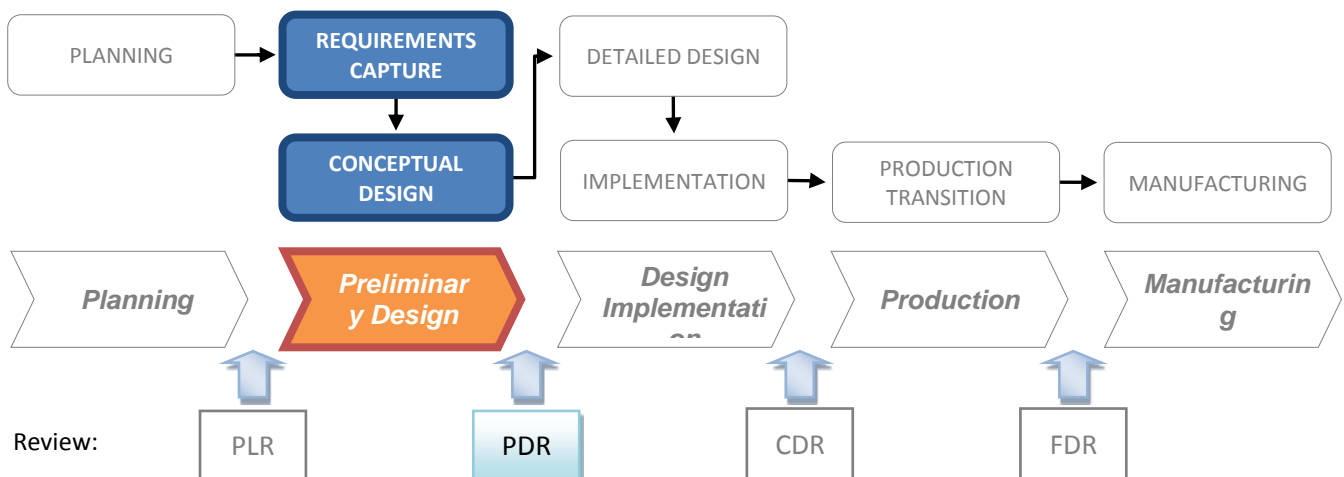 PLANNING
REQUIREMENTS
CAPTURE
DETAILED DESIGN
CONCEPTUAL
DESIGN
IMPLEMENTATION
PRODUCTION
TRANSITION
MANUFACTURING
Planning
Preliminar
y Design
Design
Implementati
on
Production
Manufacturin
g
Review:
PLR
PDR
CDR
FDR